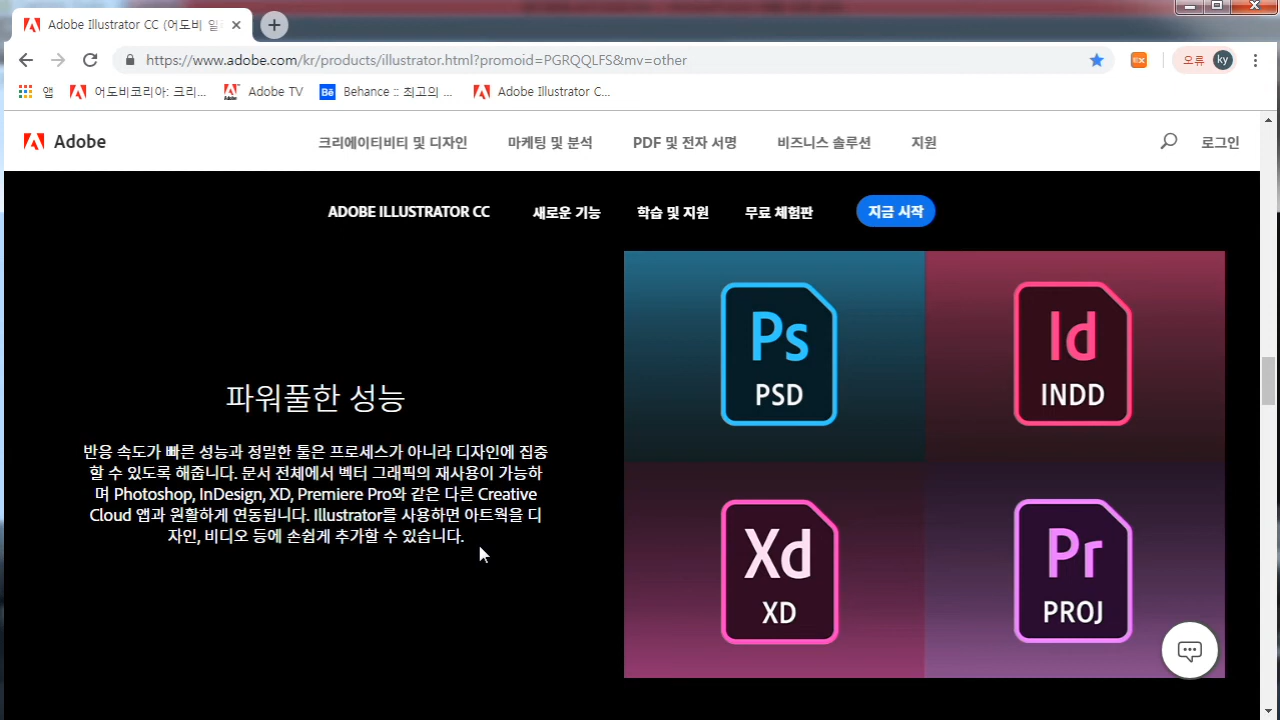 Adobe Illustrator CC (어도비 일
https://www.adobe.com/kr/products/illustrator.html?promoid=PGRQQLFS&mv=other
오류
ky
앱
어도비코리아: 크리...
Adobe TV
Behance :: 최고의 ...
Adobe Illustrator C...
Adobe
크리에이티비티 및 디자인
마케팅 및 분석
PDF 및 전자 서명
비즈니스 솔루션
지원
로그인
ADOBE ILLUSTRATOR CC
새로운 기능
학습 및 지원
무료 체험판
지금 시작
파워풀한 성능
반응 속도가 빠른 성능과 정밀한 툴은 프로세스가 아니라 디자인에 집중
할 수 있도록 해줍니다. 문서 전체에서 벡터 그래픽의 재사용이 가능하
며 Photoshop, InDesign, XD, Premiere Pro와 같은 다른 Creative
Cloud 앱과 원활하게 연동됩니다. Illustrator를 사용하면 아트웍을 디
자인, 비디오 등에 손쉽게 추가할 수 있습니다.
Ps
PSD
Id
INDD
Xd
XD
Pr
PROJ